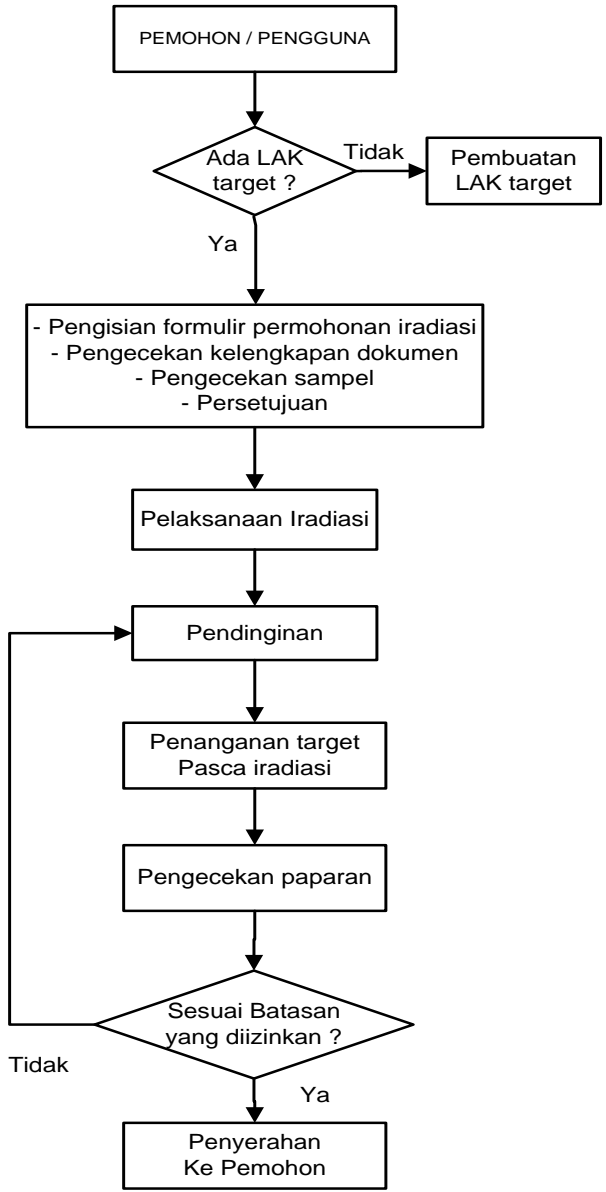 PEMOHON / PENGGUNA
Ada LAK
target ?
Tidak
Pembuatan
LAK target
Ya
- Pengisian formulir permohonan iradiasi
- Pengecekan kelengkapan dokumen
- Pengecekan sampel
- Persetujuan
Pelaksanaan Iradiasi
Pendinginan
Penanganan target
Pasca iradiasi
Pengecekan paparan
Sesuai Batasan
yang diizinkan ?
Tidak
Ya
Penyerahan
Ke Pemohon